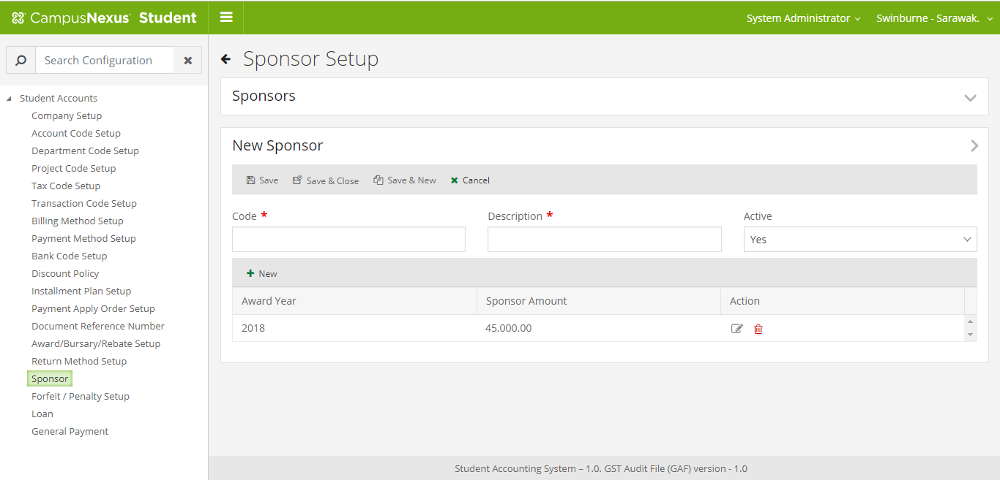 CampusNexus Student
System Administrator
Swinburne - Sarawak.
Search Configuration
Student Accounts
Company Setup
Account Code Setup
Department Code Setup
Project Code Setup
Tax Code Setup
Transaction Code Setup
Billing Method Setup
Payment Method Setup
Bank Code Setup
Discount Policy
Installment Plan Setup
Payment Apply Order Setup
Document Reference Number
Award/Bursary/Rebate Setup
Return Method Setup
Sponsor
Forfeit / Penalty Setup
Loan
General Payment
Sponsor Setup
Sponsors
New Sponsor
Save Save & Close Save & New Cancel
Code * Description * Active
Yes
New
Award Year Sponsor Amount Action
2018 45,000.00
Student Accounting System – 1.0. GST Audit File (GAF) version - 1.0